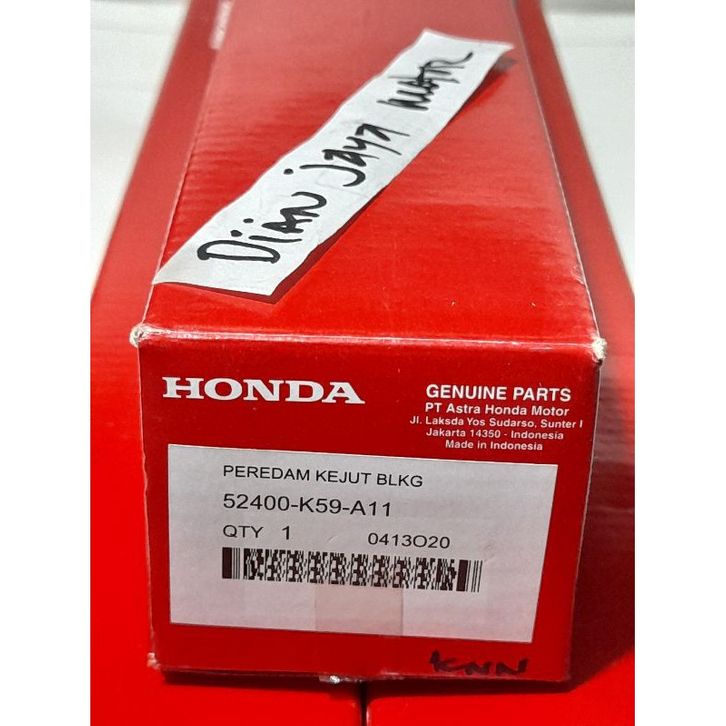 Dian jaya motor
HONDA
GENUINE PARTS
PT Astra Honda Motor
Jl. Laksda Yos Sudarso, Sunter I
Jakarta 14350 - Indonesia
Made in Indonesia
PEREDAM KEJUT BLKG
52400-K59-A11
QTY 1 0413O20
KNN